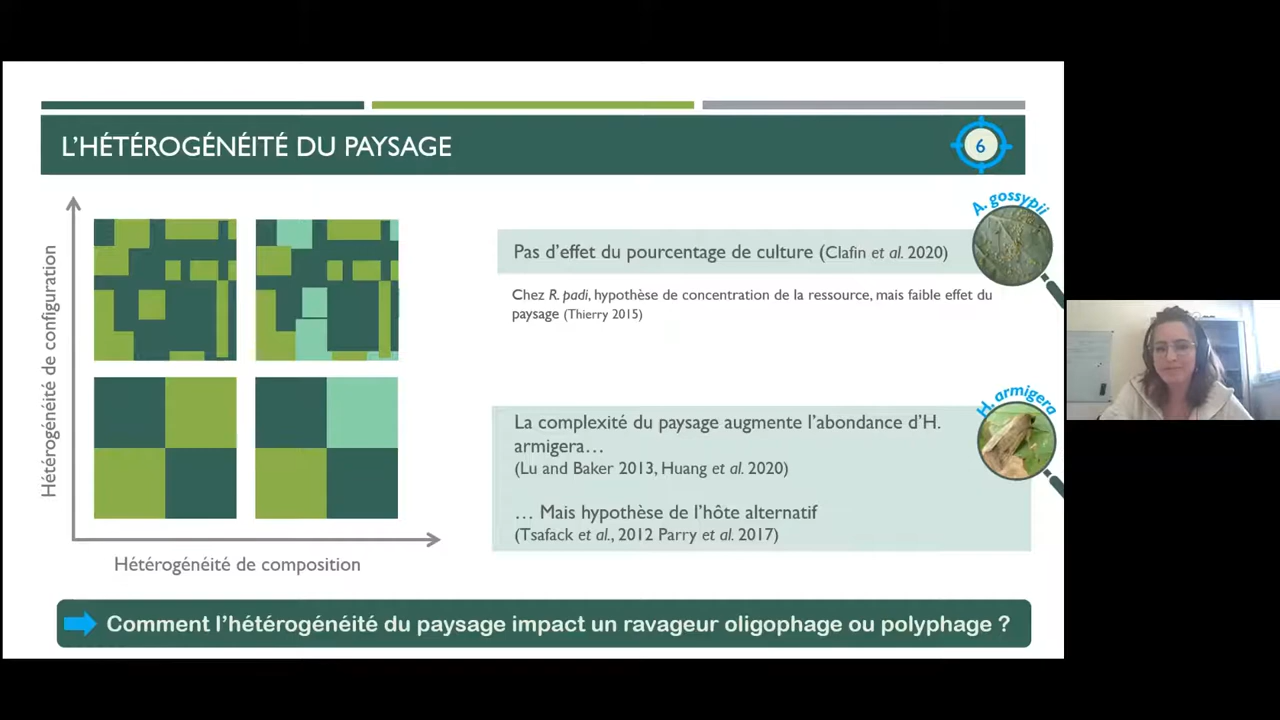 L'HÉTÉROGÉNÉITÉ DU PAYSAGE
6
Hétérogénéité de configuration
Hétérogénéité de composition
A. gossypii
Pas d'effet du pourcentage de culture (Clafin et al. 2020)
Chez R. padi, hypothèse de concentration de la ressource, mais faible effet du
paysage (Thierry 2015)
H. armigera
La complexité du paysage augmente l'abondance d'H.
armigera…
(Lu and Baker 2013, Huang et al. 2020)
… Mais hypothèse de l'hôte alternatif
(Tsafack et al., 2012 Parry et al. 2017)
Comment l'hétérogénéité du paysage impact un ravageur oligophage ou polyphage ?